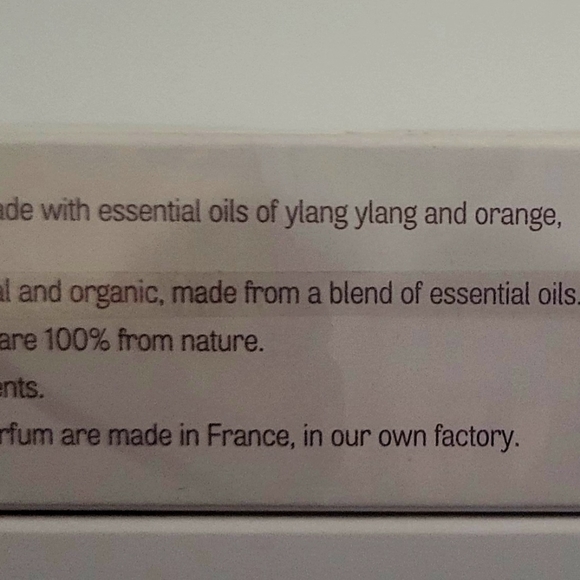 ade with essential oils of ylang ylang and orange,
al and organic, made from a blend of essential oils.
are 100% from nature.
ents.
rfum are made in France, in our own factory.